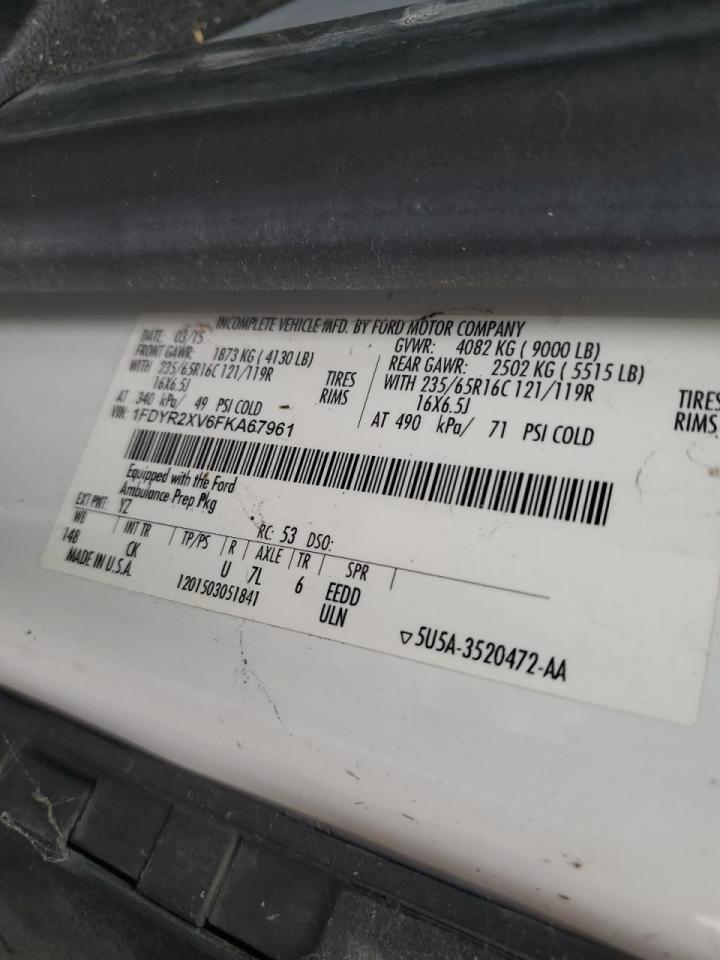 INCOMPLETE VEHICLE MFD. BY FORD MOTOR COMPANY
DATE: 03/15 GVWR: 4082 KG ( 9000 LB)
FRONT GAWR: 1873 KG ( 4130 LB) REAR GAWR: 2502 KG ( 5515 LB)
WITH 235/65R16C 121/119R TIRES WITH 235/65R16C 121/119R TIRES
16X6.5J RIMS 16X6.5J RIMS
AT 340 kPa/ 49 PSI COLD AT 490 kPa/ 71 PSI COLD
VIN: 1FDYR2XV6FKA67961
Equipped with the Ford
Ambulance Prep Pkg
EXT PNT: YZ RC: 53 DSO:
WB INT TR TP/PS R AXLE TR SPR
148 CK U 7L 6 EEDD
MADE IN U.S.A. 1201503051841 ULN
5U5A-3520472-AA